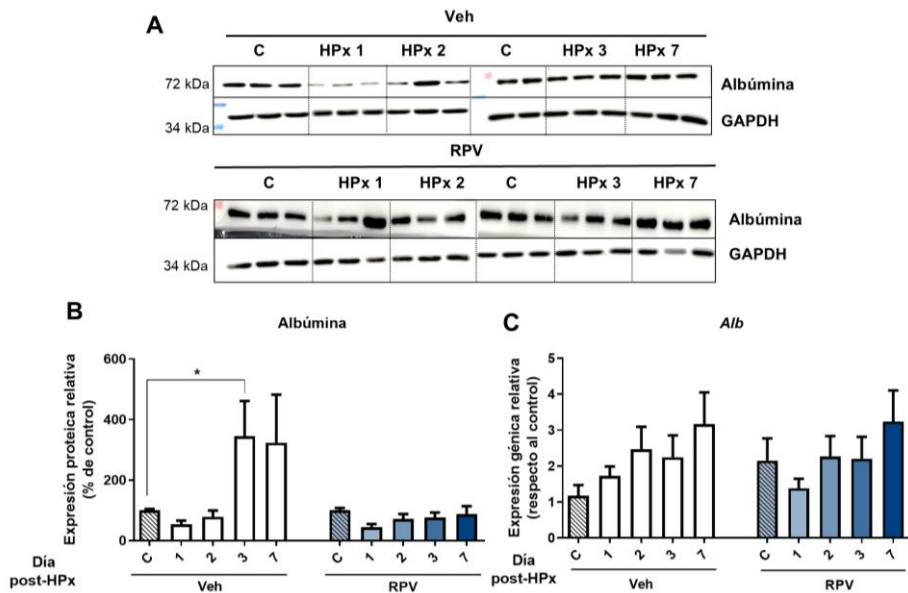 A
Veh
C HPx 1 HPx 2 C HPx 3 HPx 7
72 kDa Albúmina
34 kDa GAPDH
RPV
C HPx 1 HPx 2 C HPx 3 HPx 7
72 kDa Albúmina
34 kDa GAPDH
B
Albúmina
Expresión proteica relativa
(% de control)
600
400
200
0
*
C 1 2 3 7 C 1 2 3 7
Día
post-HPx
Veh RPV
C
Alb
Expresión génica relativa
(respecto al control)
5
4
3
2
1
0
C 1 2 3 7 C 1 2 3 7
Día
post-HPx
Veh RPV